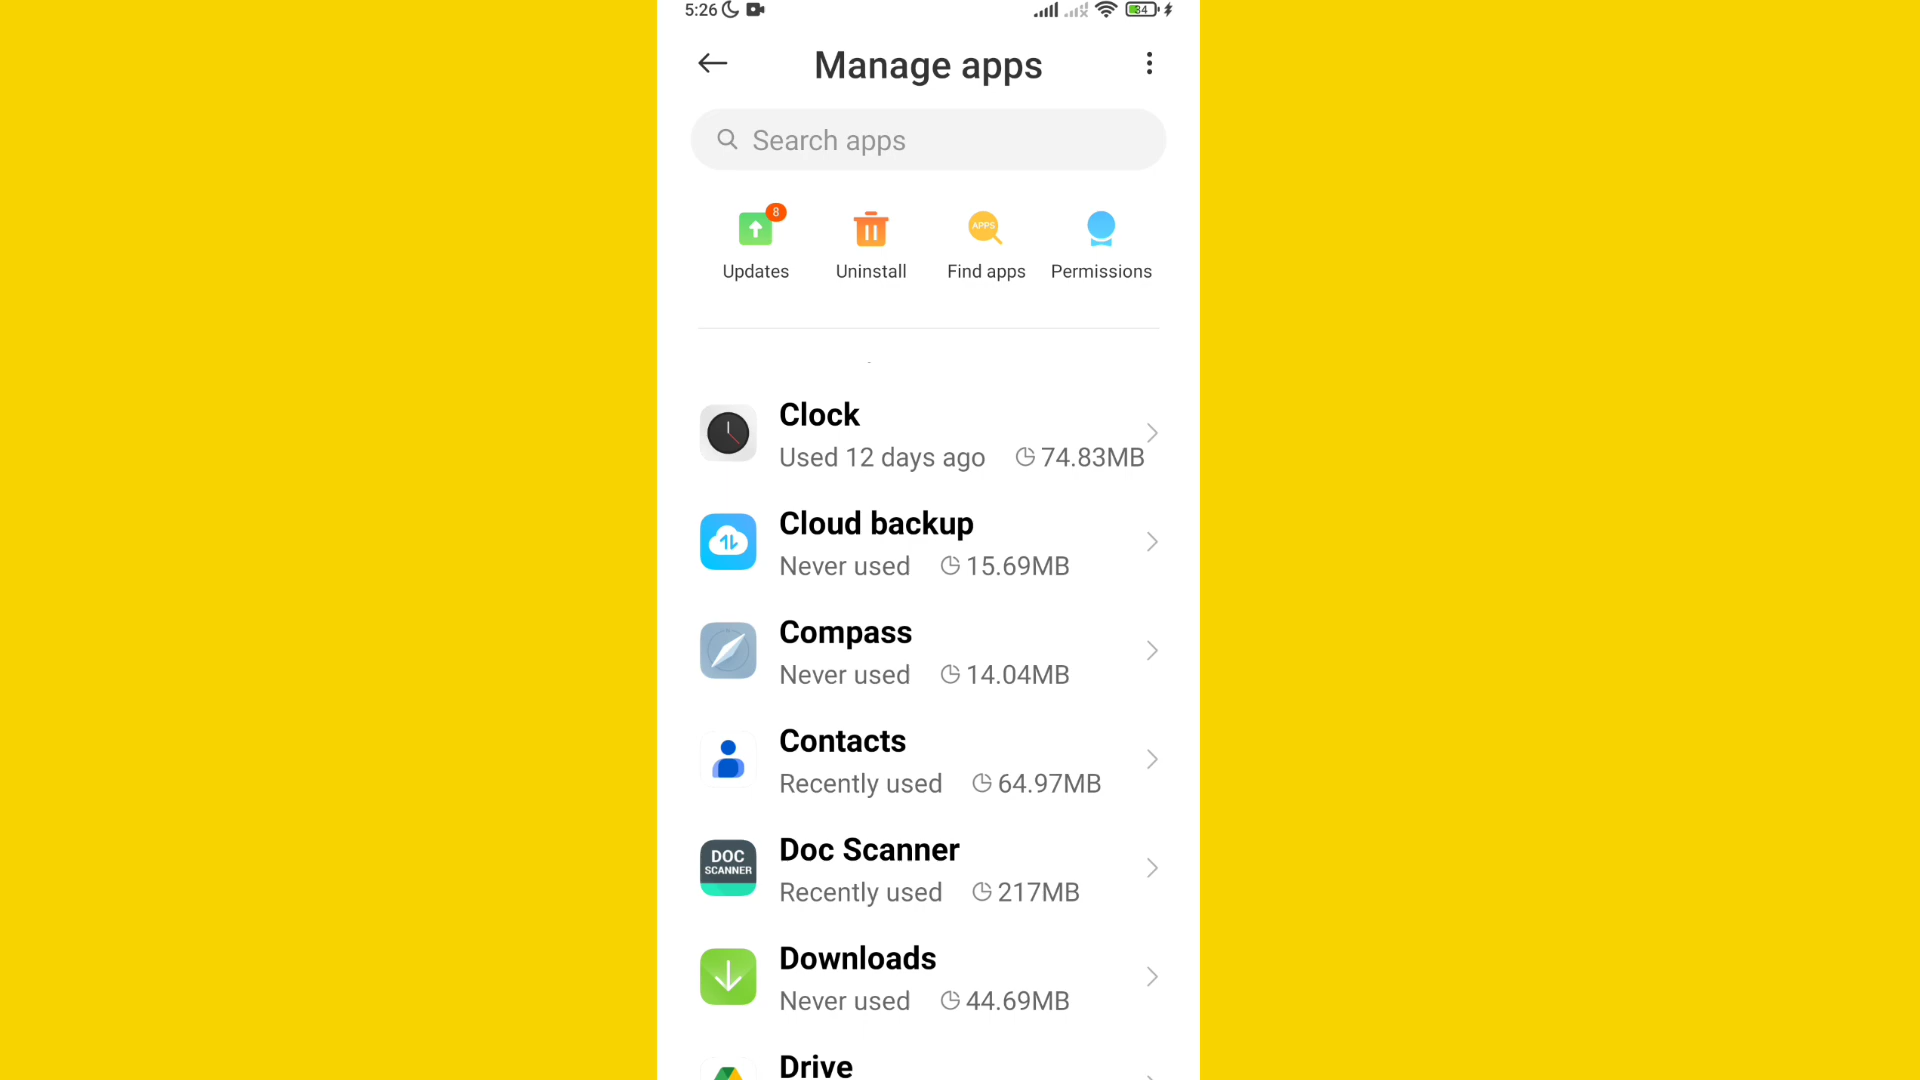 5:26
34
Manage apps
Search apps
8
APPS
Updates
Uninstall
Find apps
Permissions
Clock
Used 12 days ago 74.83MB
Cloud backup
Never used 15.69MB
Compass
Never used 14.04MB
Contacts
Recently used 64.97MB
DOC
SCANNER
Doc Scanner
Recently used 217MB
Downloads
Never used 44.69MB
Drive